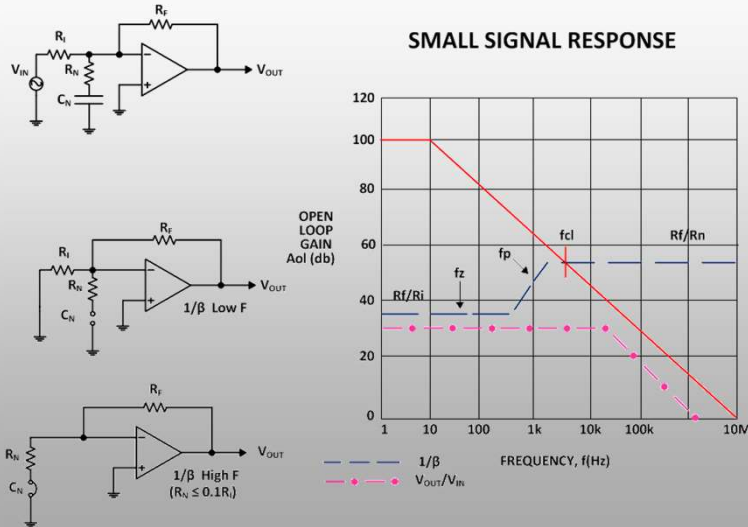 SMALL SIGNAL RESPONSE
RF
RI
VIN
RN
CN
VOUT
RF
RI
RN
CN
VOUT
1/β Low F
RF
RN
CN
VOUT
1/β High F
(RN ≤ 0.1RI)
OPEN
LOOP
GAIN
Aol (db)
120
100
80
60
40
20
0
fcl
Rf/Rn
fp
fz
Rf/Ri
1
10
100
1k
10k
100k
10M
FREQUENCY, f(Hz)
1/β
VOUT/VIN